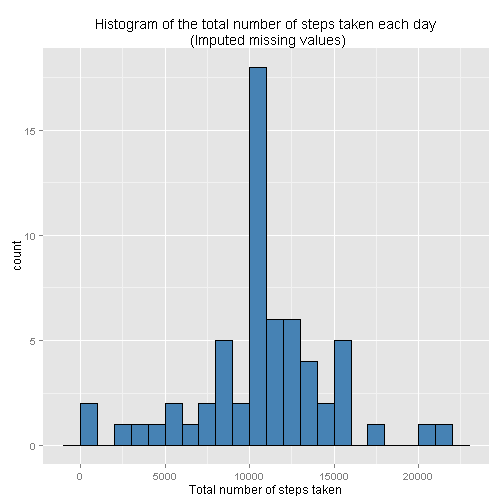 Histogram of the total number of steps taken each day
(Imputed missing values)
15
10
5
0
count
0 5000 10000 15000 20000
Total number of steps taken